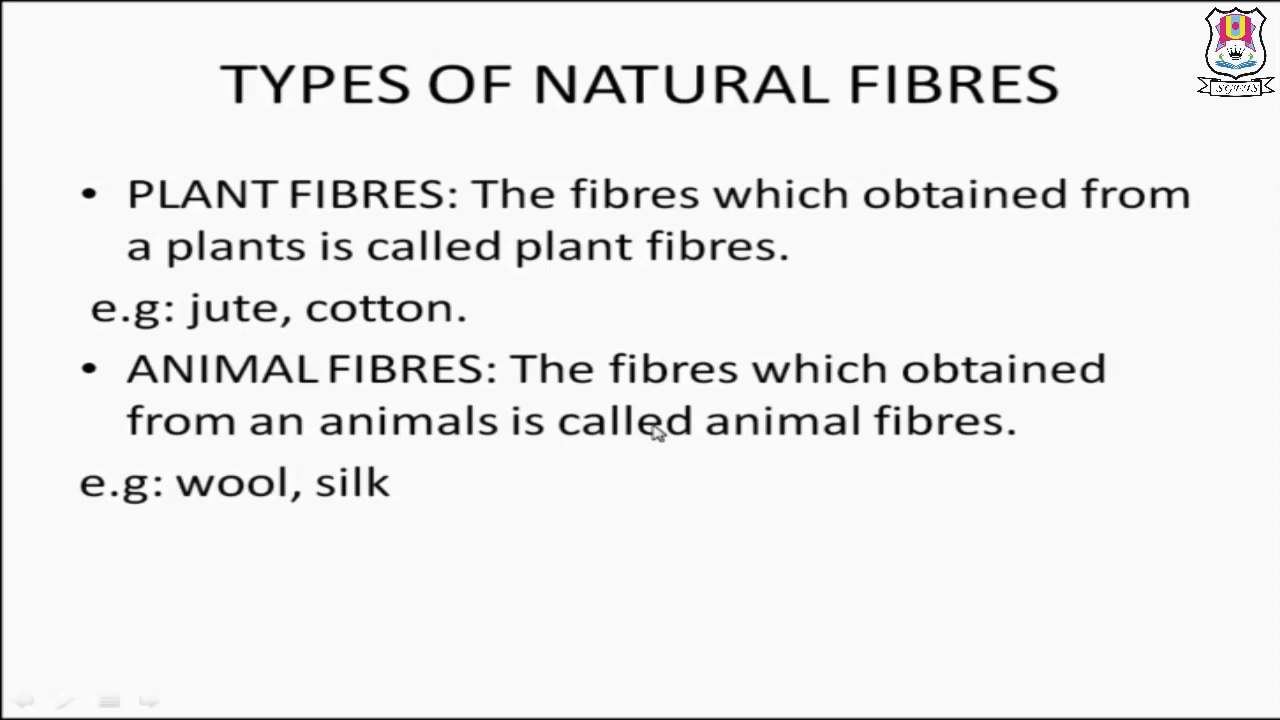 TYPES OF NATURAL FIBRES
• PLANT FIBRES: The fibres which obtained from
a plants is called plant fibres.
e.g: jute, cotton.
• ANIMAL FIBRES: The fibres which obtained
from an animals is called animal fibres.
e.g: wool, silk